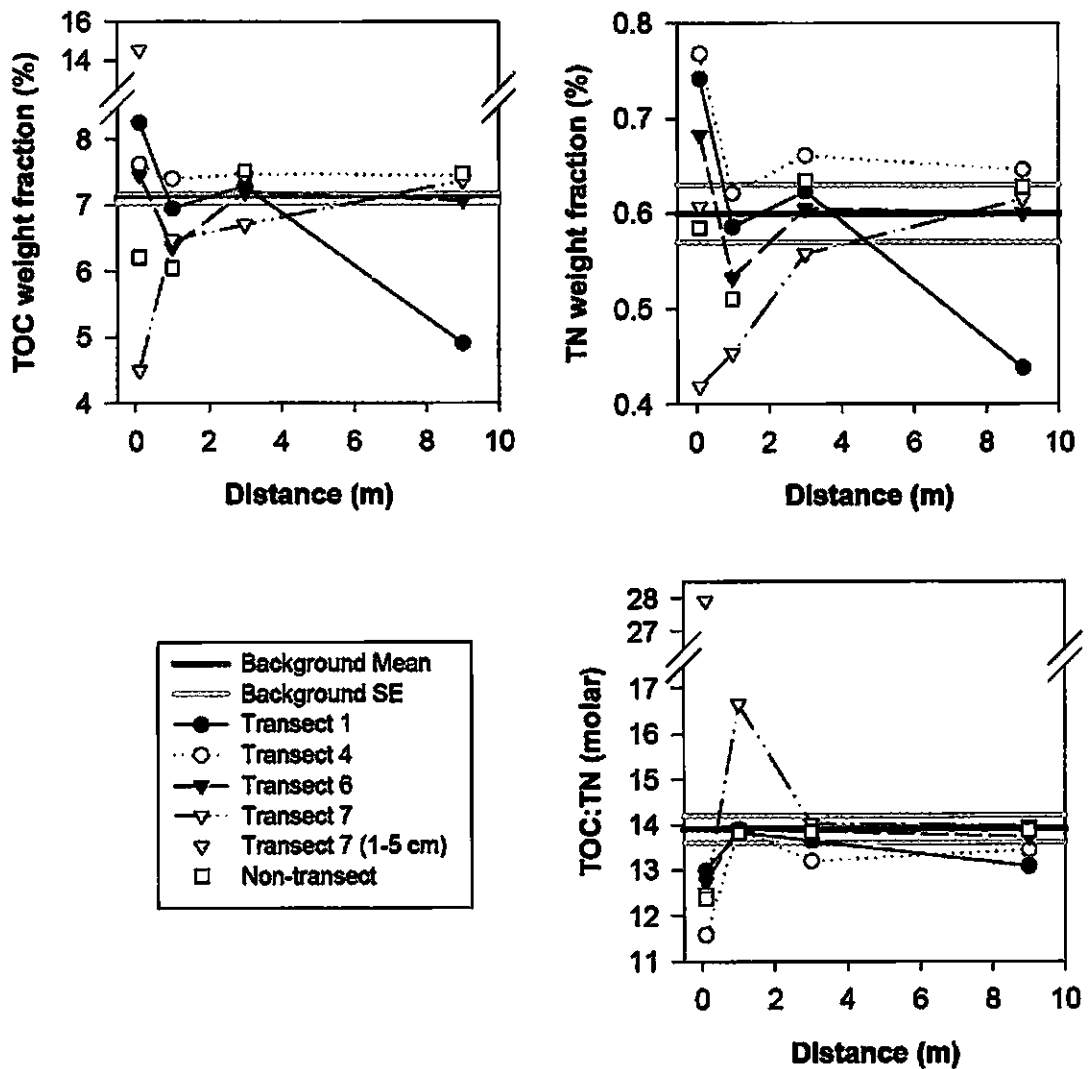 TOC weight fraction (%)
16
14
8
7
6
5
4
0 2 4 6 8 10
Distance (m)
TN weight fraction (%)
0.8
0.7
0.6
0.5
0.4
0 2 4 6 8 10
Distance (m)
Background Mean
Background SE
Transect 1
Transect 4
Transect 6
Transect 7
Transect 7 (1-5 cm)
Non-transect
TOC:TN (molar)
28
27
17
16
15
14
13
12
11
0 2 4 6 8 10
Distance (m)